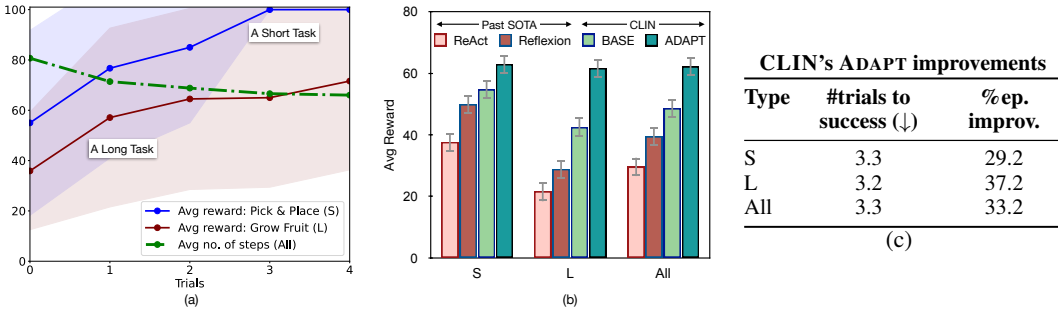 100
80
60
40
20
0
A Short Task
A Long Task
Avg reward: Pick & Place (S)
Avg reward: Grow Fruit (L)
Avg no. of steps (All)
0 1 2 3 4
Trials
(a)
80
60
40
20
0
Avg Reward
Past SOTA CLIN
ReAct Reflexion BASE ADAPT
S L All
(b)
CLIN's ADAPT improvements
Type #trials to %ep.
success (↓) improv.
S 3.3 29.2
L 3.2 37.2
All 3.3 33.2
(c)